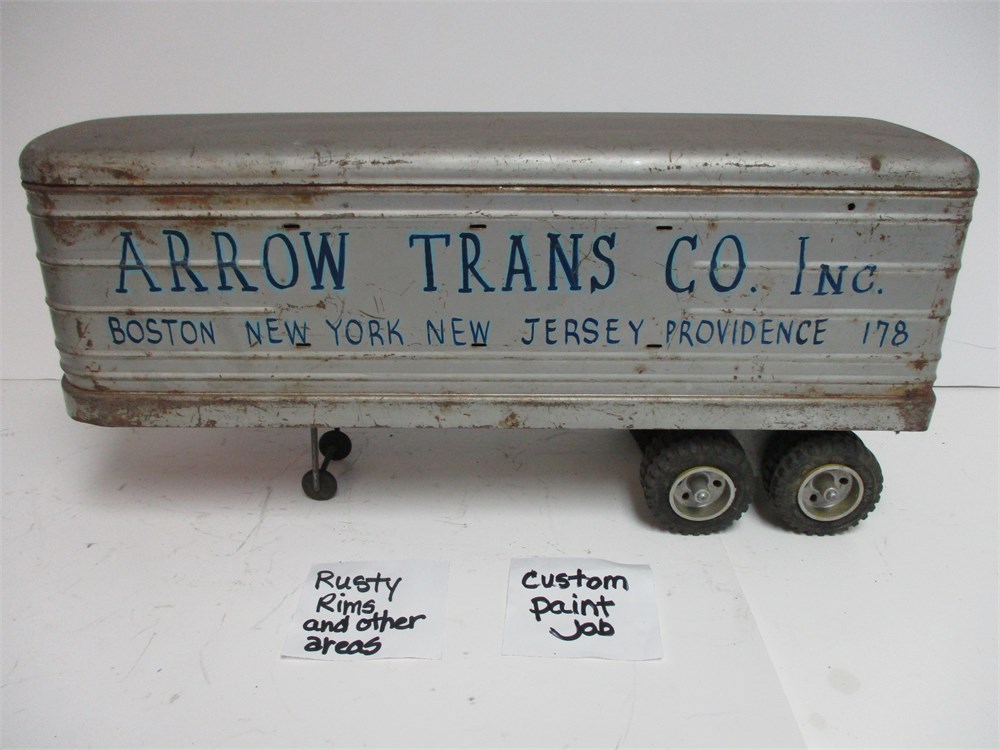 ARROW TRANS CO. INC.
BOSTON NEW YORK NEW JERSEY PROVIDENCE 178
Rusty
Rims
and other
areas
Custom
paint
Job